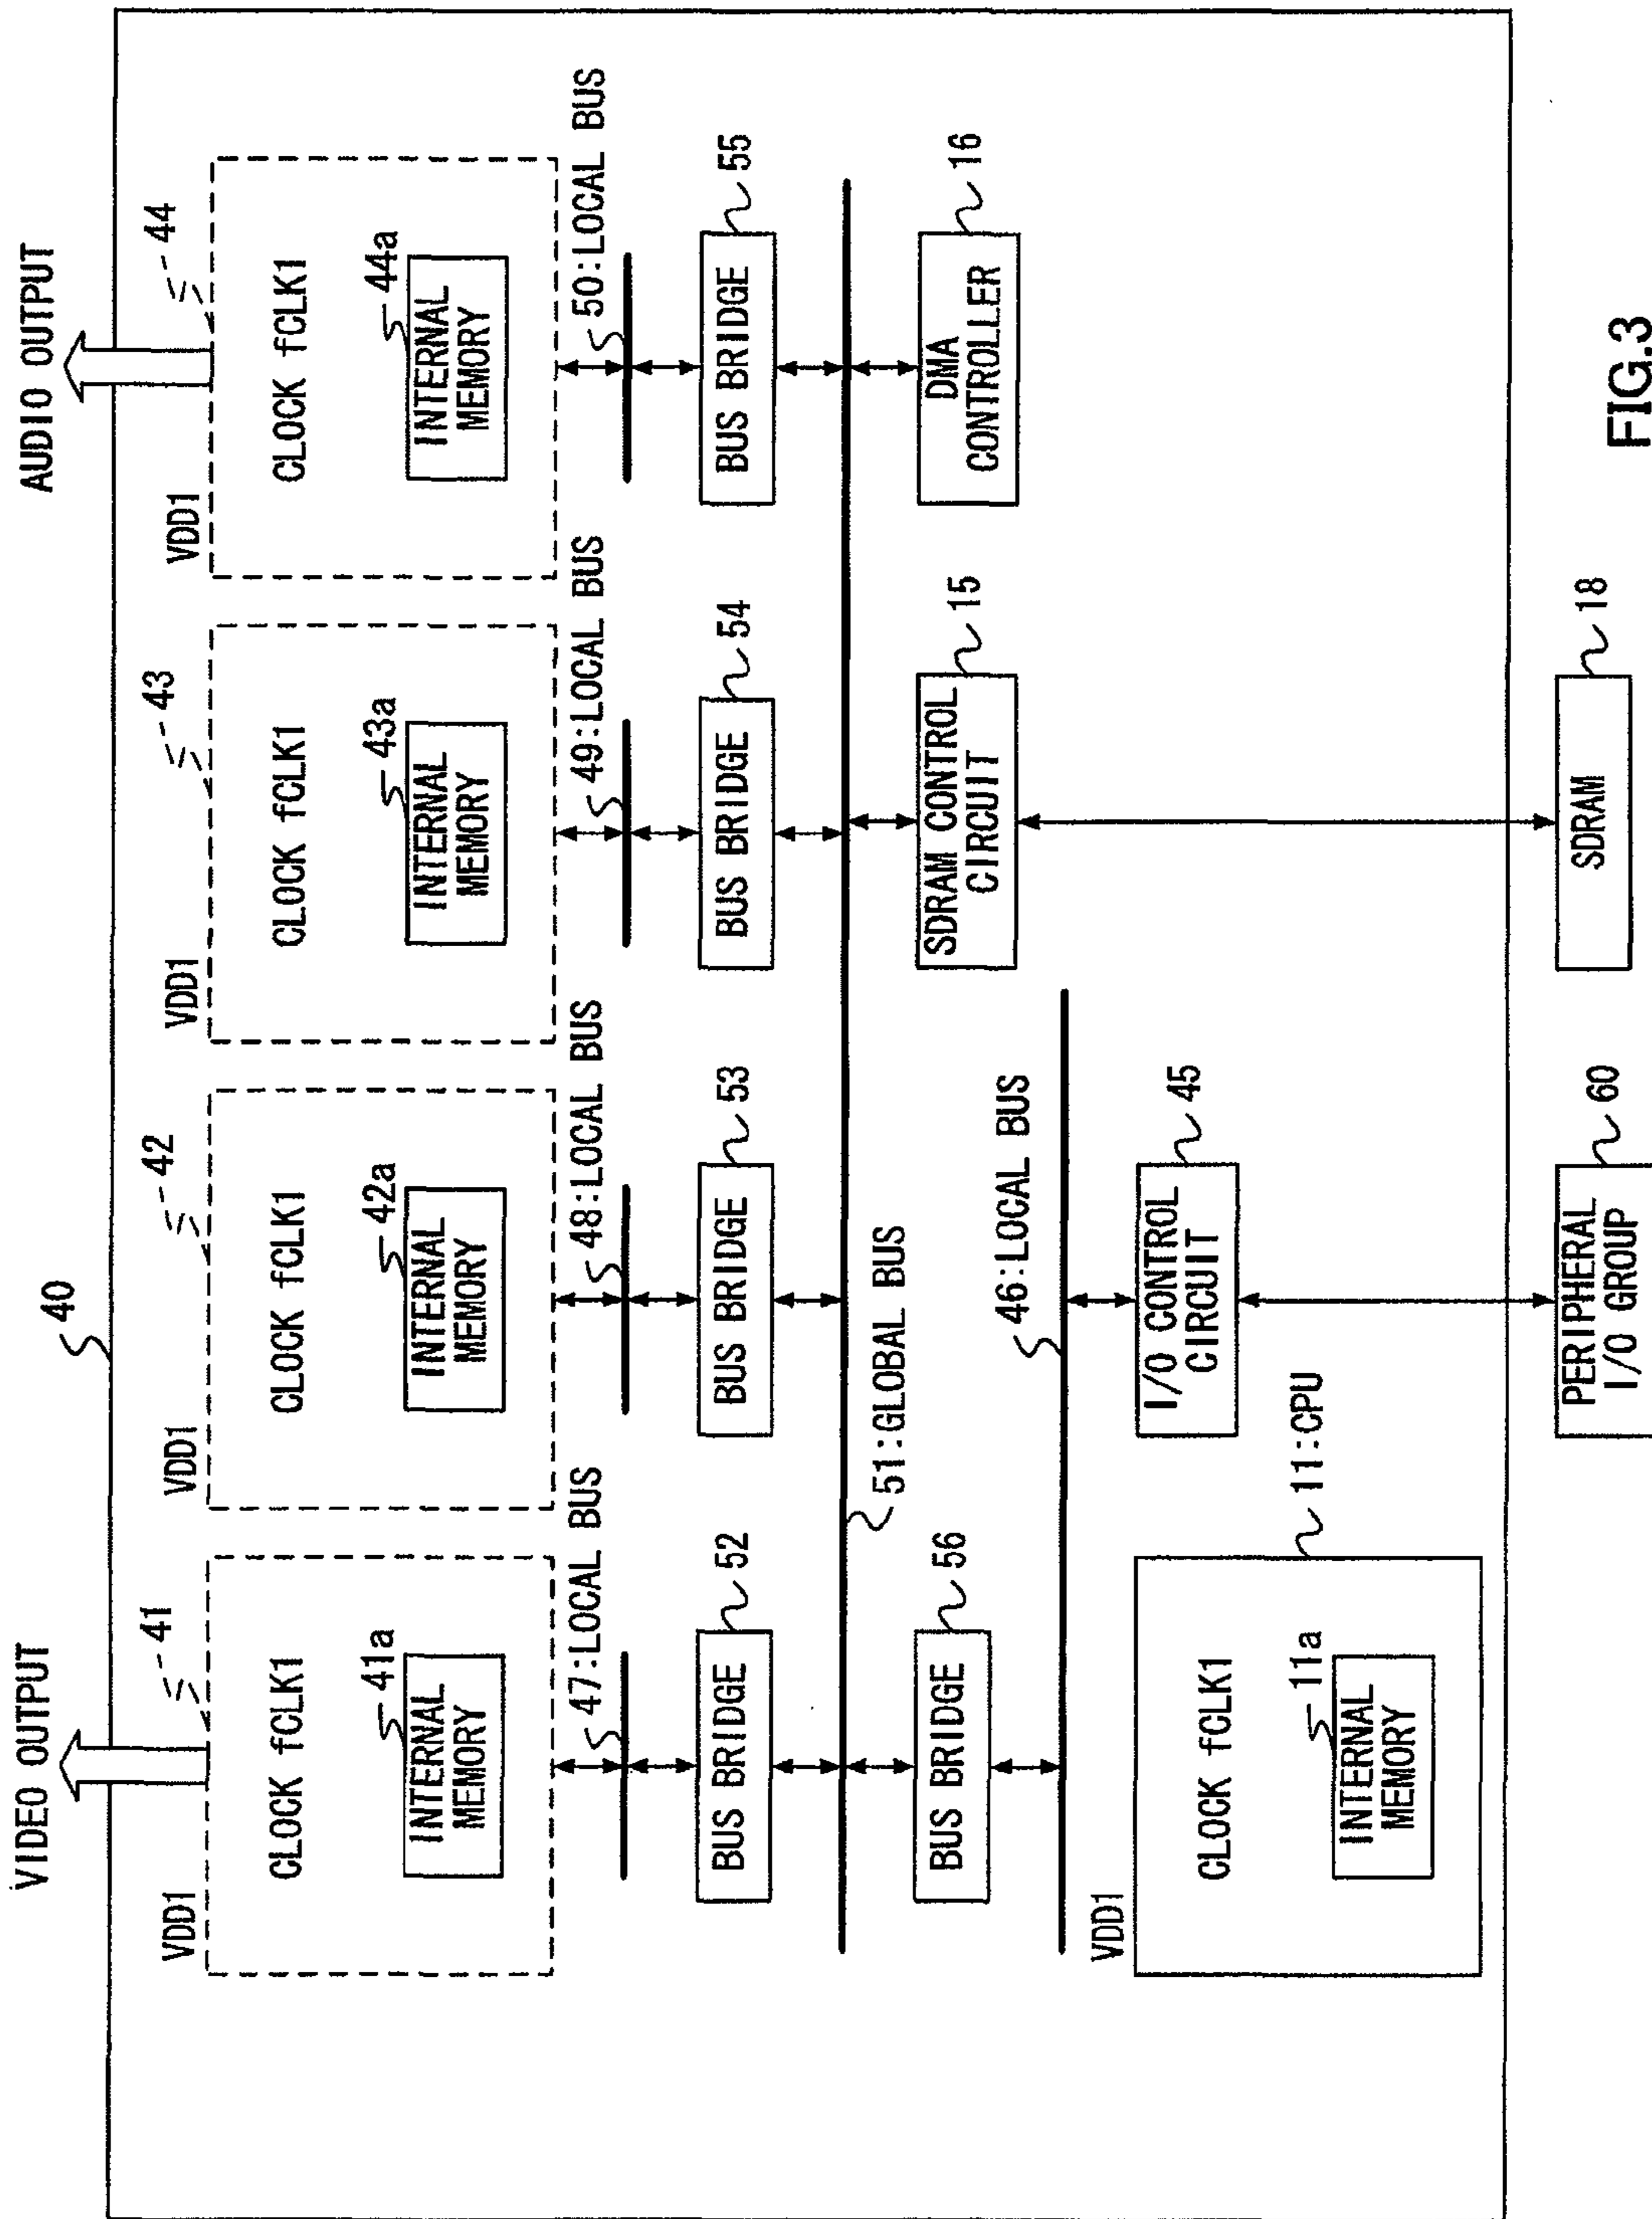 VIDEO OUTPUT
AUDIO OUTPUT
40
41
42
43
44
VDD1
VDD1
VDD1
VDD1
CLOCK fCLK1
CLOCK fCLK1
CLOCK fCLK1
CLOCK fCLK1
41a
42a
43a
44a
INTERNAL
MEMORY
INTERNAL
MEMORY
INTERNAL
MEMORY
INTERNAL
MEMORY
47:LOCAL BUS
48:LOCAL BUS
49:LOCAL BUS
50:LOCAL BUS
BUS BRIDGE
52
BUS BRIDGE
53
BUS BRIDGE
54
BUS BRIDGE
55
51:GLOBAL BUS
BUS BRIDGE
56
SDRAM CONTROL
CIRCUIT
15
DMA
CONTROLLER
16
46:LOCAL BUS
VDD1
11:CPU
CLOCK fCLK1
11a
INTERNAL
MEMORY
I/O CONTROL
CIRCUIT
45
PERIPHERAL
I/O GROUP
60
SDRAM
18
FIG.3